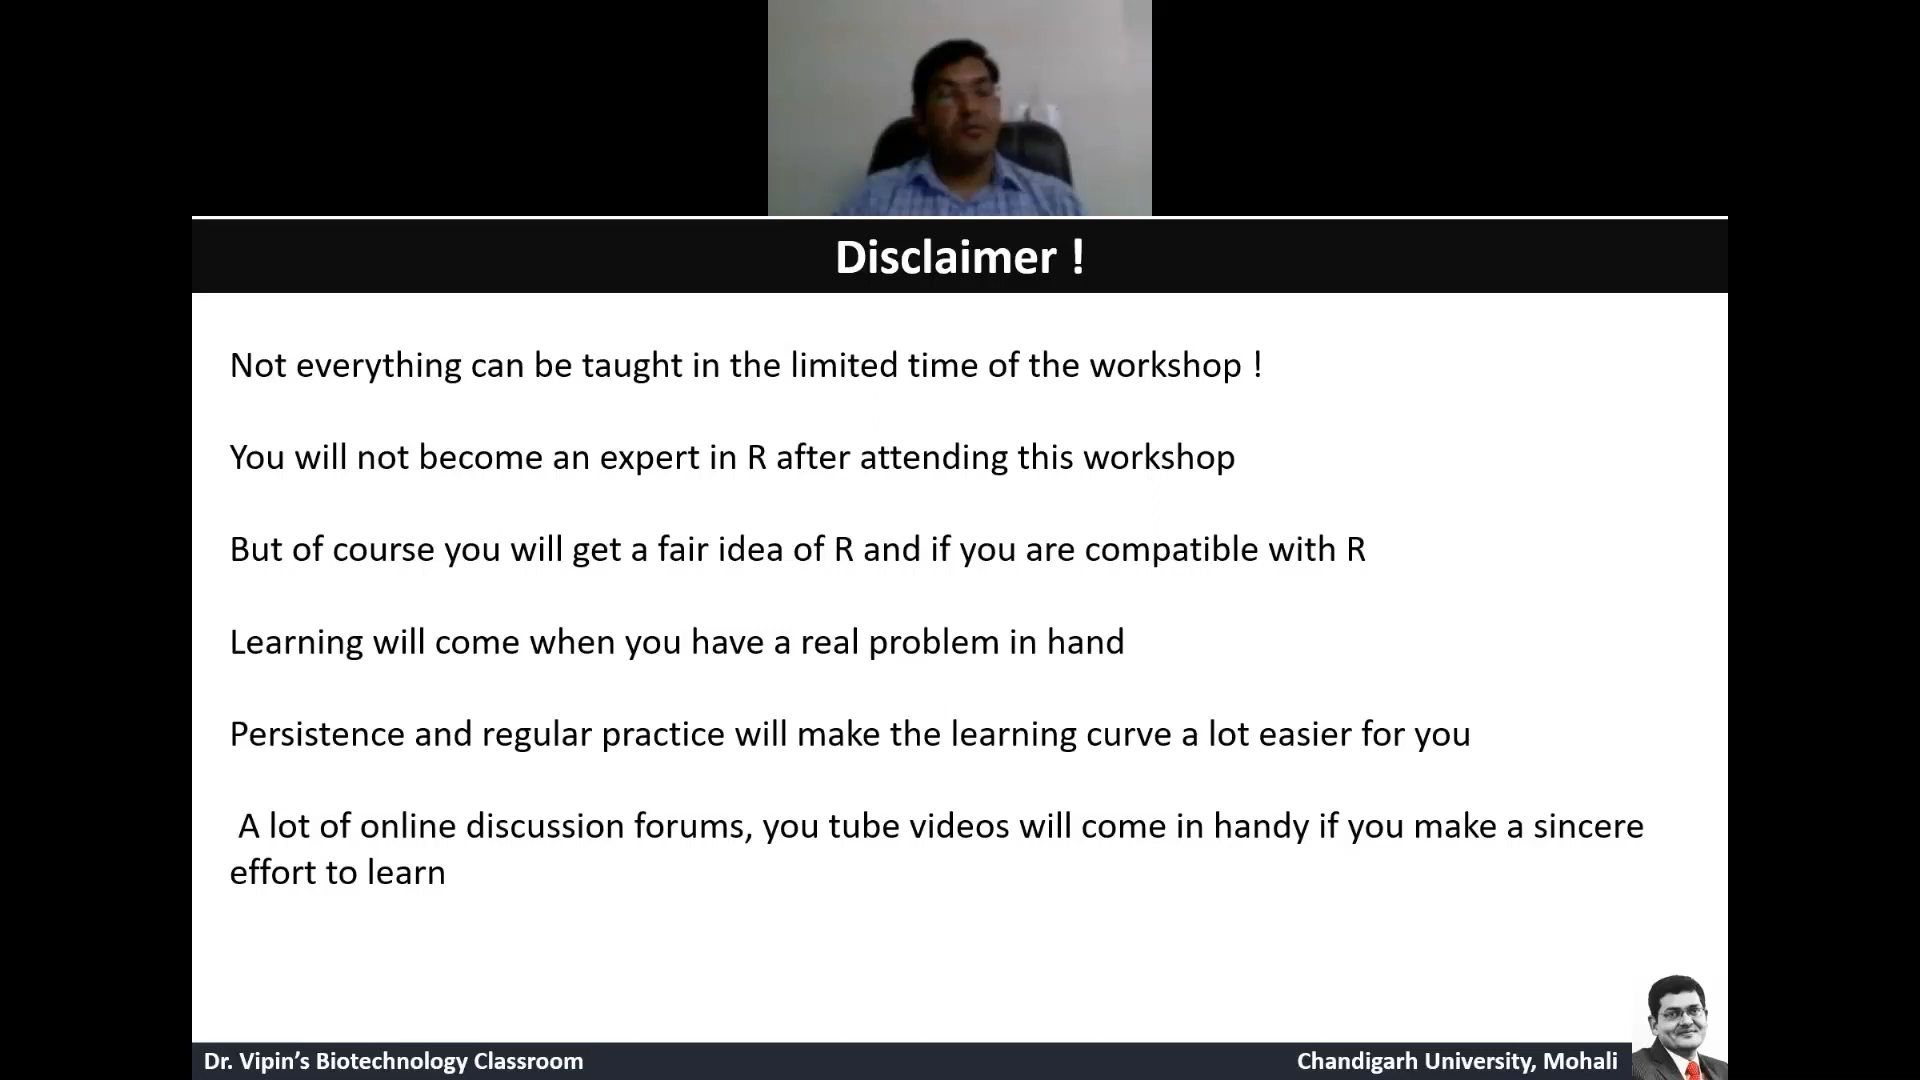 Disclaimer !
Not everything can be taught in the limited time of the workshop !
You will not become an expert in R after attending this workshop
But of course you will get a fair idea of R and if you are compatible with R
Learning will come when you have a real problem in hand
Persistence and regular practice will make the learning curve a lot easier for you
A lot of online discussion forums, you tube videos will come in handy if you make a sincere
effort to learn
Dr. Vipin’s Biotechnology Classroom
Chandigarh University, Mohali